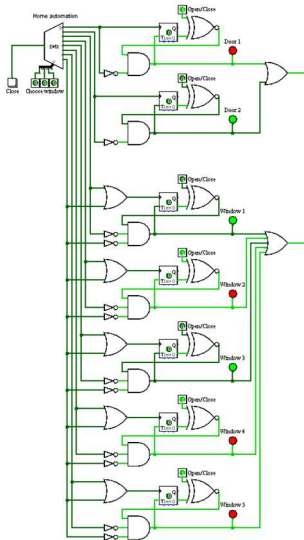 Home automation
Open/Close
DMX
Door 1
Close
Choose window
Open/Close
Door 2
Open/Close
Window 1
Open/Close
Window 2
Open/Close
Window 3
Open/Close
Window 4
Open/Close
Window 5